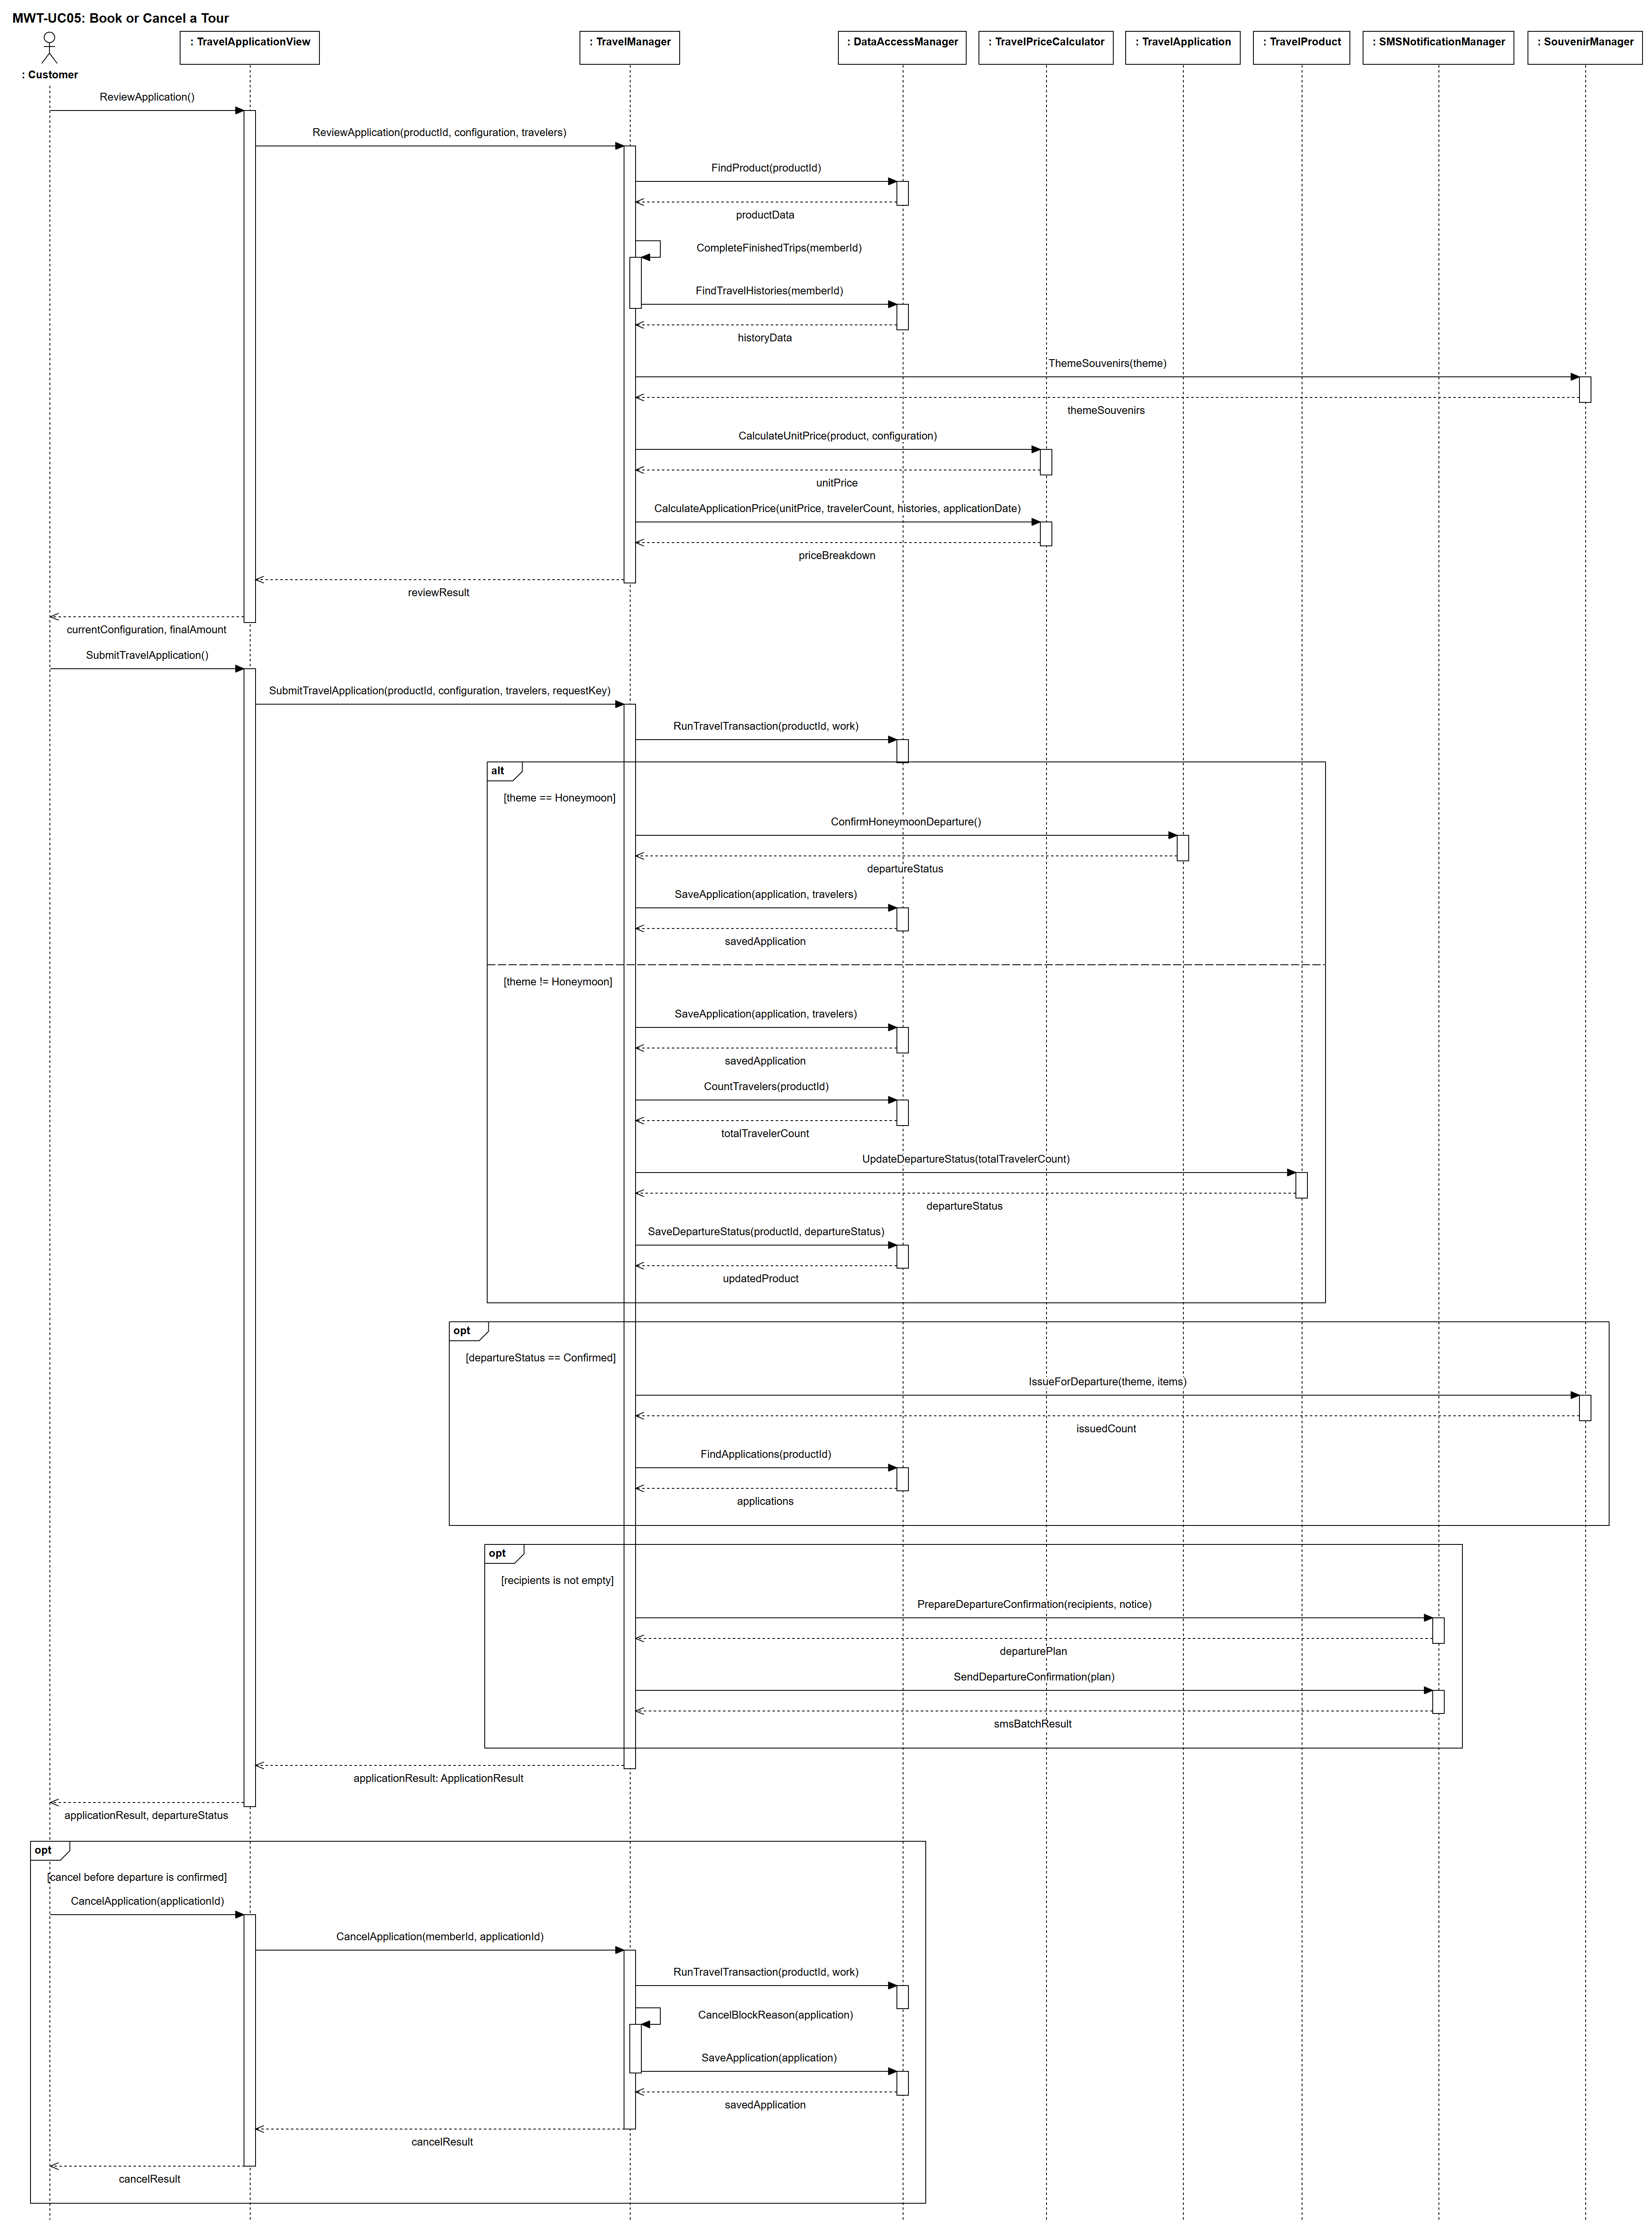 MWT-UC05: Book or Cancel a Tour
: Customer
: TravelApplicationView
: TravelManager
: DataAccessManager
: TravelPriceCalculator
: TravelApplication
: TravelProduct
: SMSNotificationManager
: SouvenirManager
ReviewApplication()
ReviewApplication(productId, configuration, travelers)
FindProduct(productId)
productData
CompleteFinishedTrips(memberId)
FindTravelHistories(memberId)
historyData
ThemeSouvenirs(theme)
themeSouvenirs
CalculateUnitPrice(product, configuration)
unitPrice
CalculateApplicationPrice(unitPrice, travelerCount, histories, applicationDate)
priceBreakdown
reviewResult
currentConfiguration, finalAmount
SubmitTravelApplication()
SubmitTravelApplication(productId, configuration, travelers, requestKey)
RunTravelTransaction(productId, work)
alt
[theme == Honeymoon]
ConfirmHoneymoonDeparture()
departureStatus
SaveApplication(application, travelers)
savedApplication
[theme != Honeymoon]
SaveApplication(application, travelers)
savedApplication
CountTravelers(productId)
totalTravelerCount
UpdateDepartureStatus(totalTravelerCount)
departureStatus
SaveDepartureStatus(productId, departureStatus)
updatedProduct
opt
[departureStatus == Confirmed]
IssueForDeparture(theme, items)
issuedCount
FindApplications(productId)
applications
opt
[recipients is not empty]
PrepareDepartureConfirmation(recipients, notice)
departurePlan
SendDepartureConfirmation(plan)
smsBatchResult
applicationResult: ApplicationResult
applicationResult, departureStatus
opt
[cancel before departure is confirmed]
CancelApplication(applicationId)
CancelApplication(memberId, applicationId)
RunTravelTransaction(productId, work)
CancelBlockReason(application)
SaveApplication(application)
savedApplication
cancelResult
cancelResult